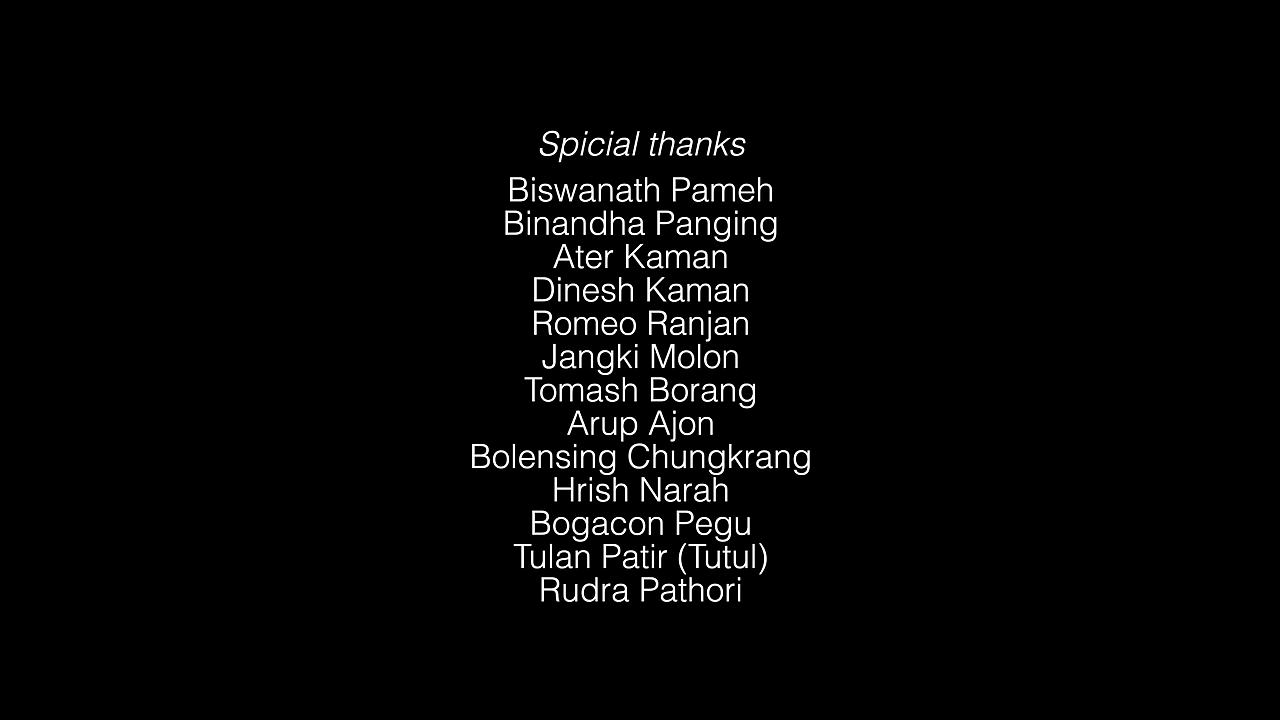 Spicial thanks
Biswanath Pameh
Binandha Panging
Ater Kaman
Dinesh Kaman
Romeo Ranjan
Jangki Molon
Tomash Borang
Arup Ajon
Bolensing Chungkrang
Hrish Narah
Bogacon Pegu
Tulan Patir (Tutul)
Rudra Pathori